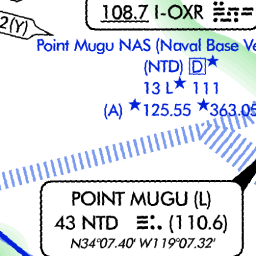 108.7 I-OXR
2(Y)
Point Mugu NAS (Naval Base Ve
(NTD) D★
13 L★ 111
(A) ★125.55 ★363.05
POINT MUGU (L)
43 NTD (110.6)
N34°07.40' W119°07.32'